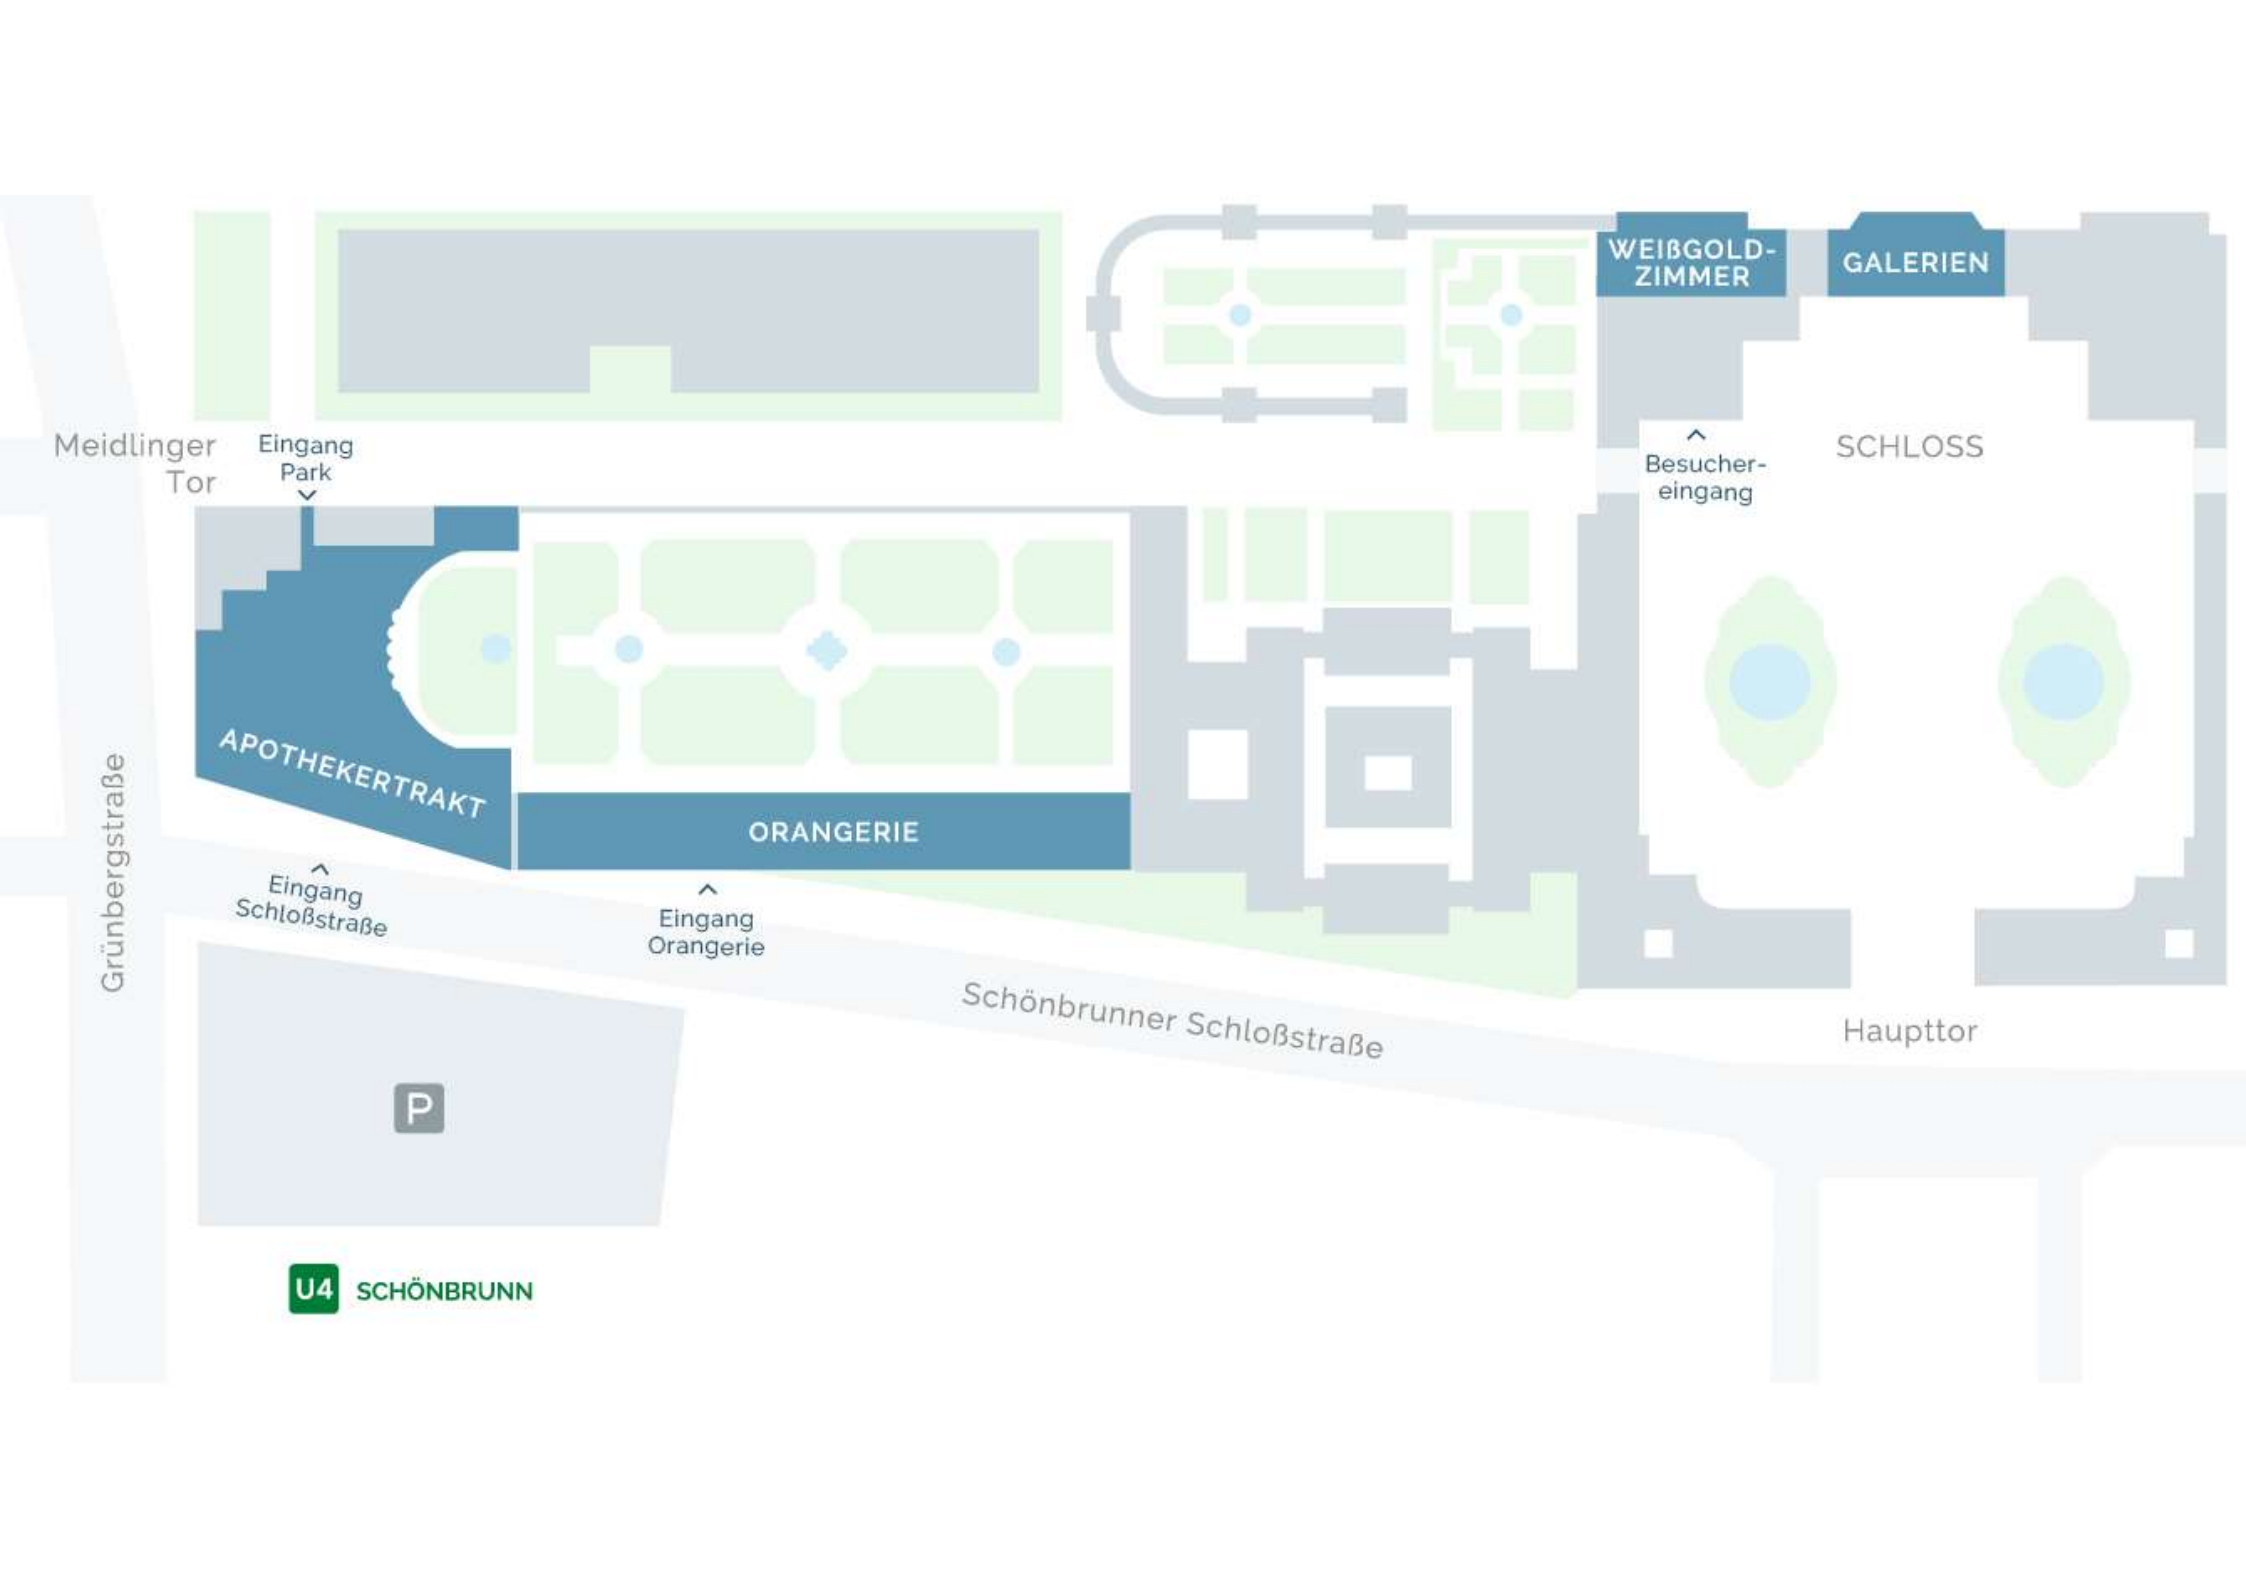 WEIßGOLD-
ZIMMER
GALERIEN
Meidlinger
Tor
Eingang
Park
Besucher-
eingang
SCHLOSS
APOTHEKERTRAKT
ORANGERIE
Grünbergstraße
Eingang
Schloßstraße
Eingang
Orangerie
Schönbrunner Schloßstraße
Haupttor
P
U4 SCHÖNBRUNN